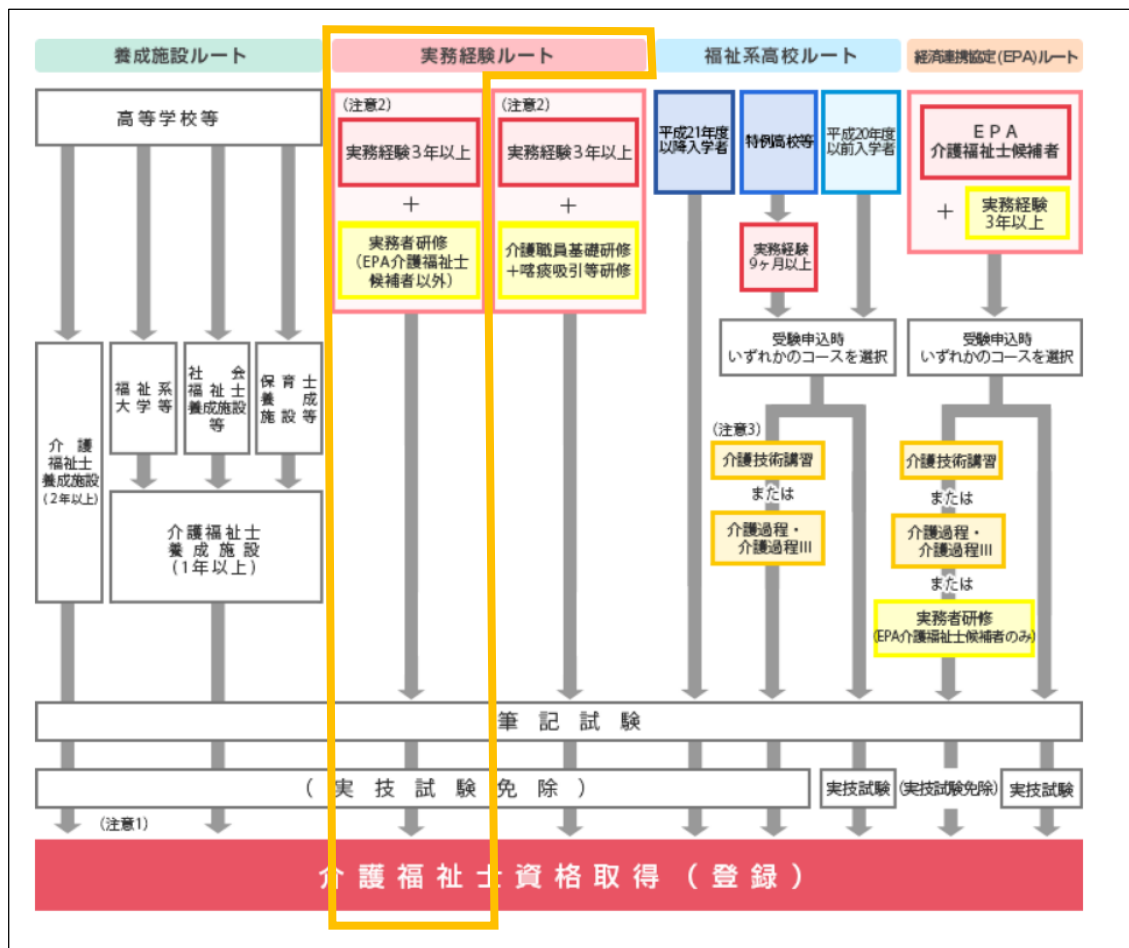 養成施設ルート
実務経験ルート
福祉系高校ルート
経済連携協定(EPA)ルート
高等学校等
(注意2)
実務経験3年以上
+
実務者研修
(EPA介護福祉士
候補者以外)
(注意2)
実務経験3年以上
+
介護職員基礎研修
+喀痰吸引等研修
平成21年度
以降入学者
特例高校等
平成20年度
以前入学者
実務経験
9ヶ月以上
EPA
介護福祉士候補者
+
実務経験
3年以上
受験申込時
いずれかのコースを選択
受験申込時
いずれかのコースを選択
介護
福祉士
養成施設
(2年以上)
福祉系
大学等
社会
福祉士
養成施設
等
保育士
養成
施設等
介護福祉士
養成施設
(1年以上)
(注意3)
介護技術講習
または
介護過程・
介護過程III
介護技術講習
または
介護過程・
介護過程III
または
実務者研修
(EPA介護福祉士候補者のみ)
筆記試験
(実技試験免除)
実技試験
(実技試験免除)
実技試験
(注意1)
介護福祉士資格取得(登録)